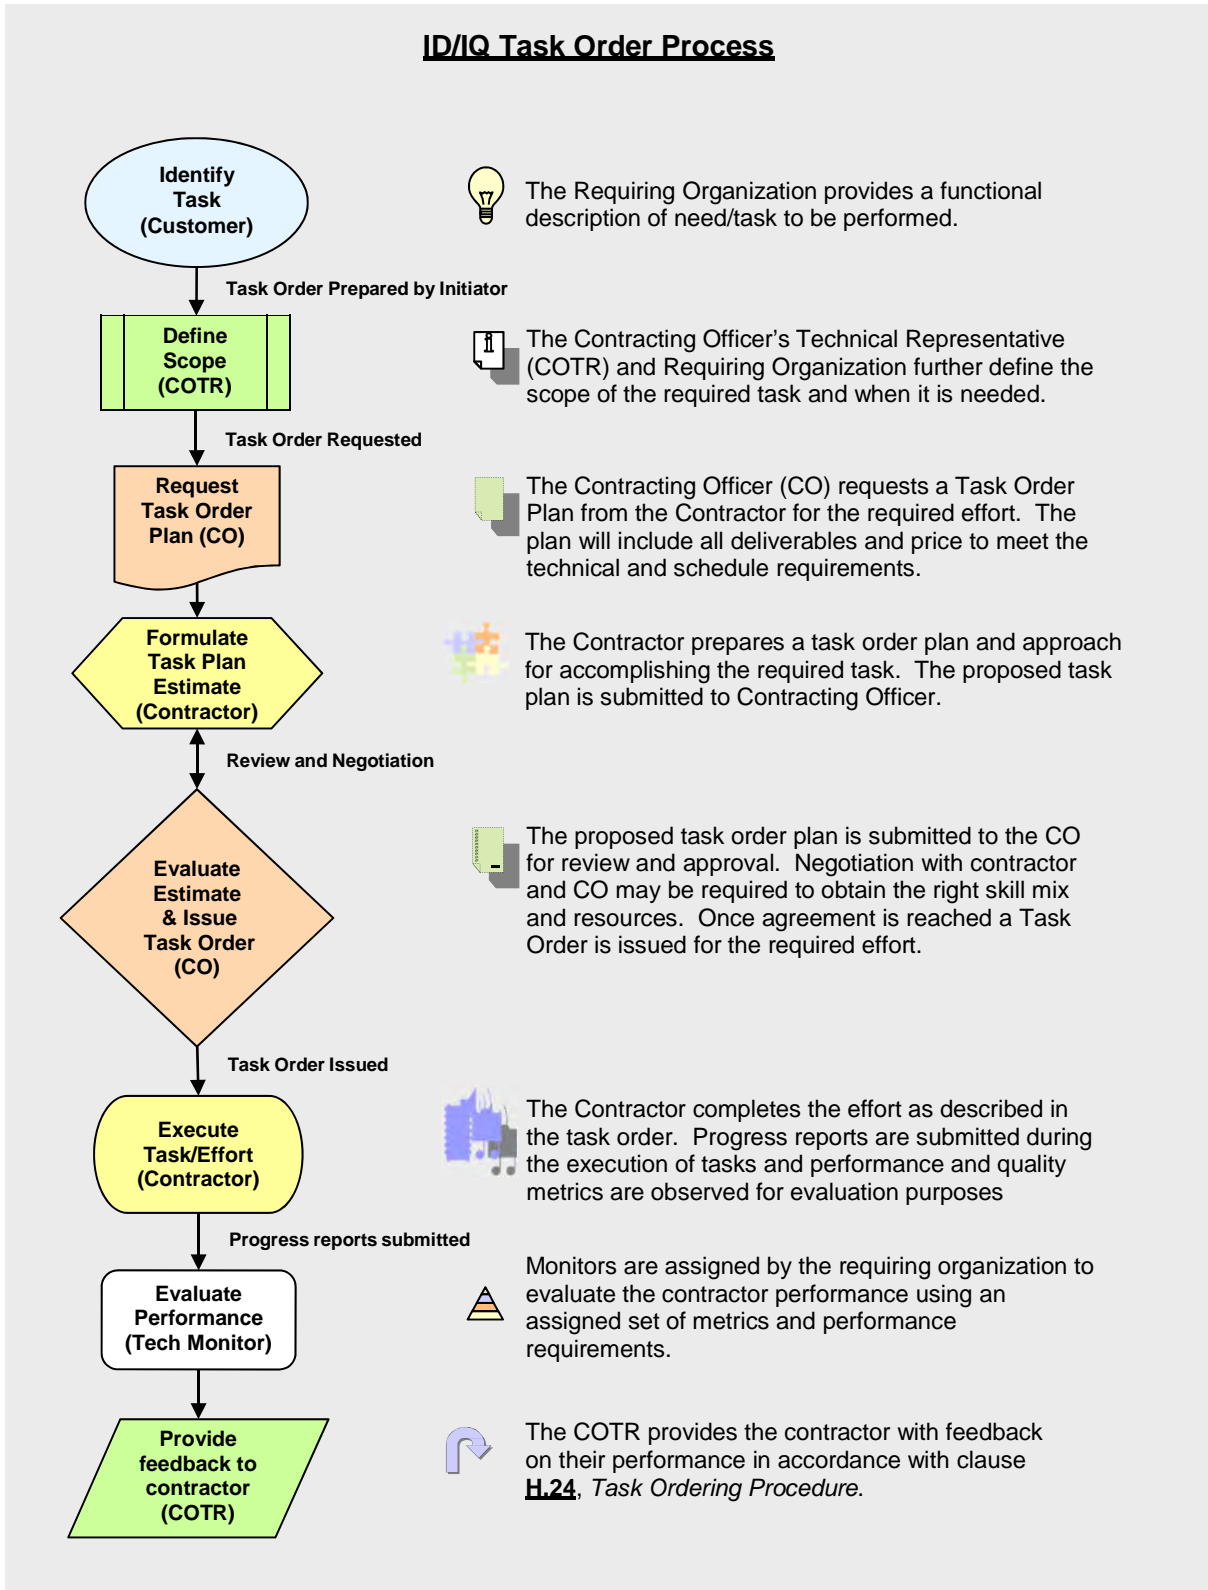 ID/IQ Task Order Process
Identify
Task
(Customer)
The Requiring Organization provides a functional
description of need/task to be performed.
Task Order Prepared by Initiator
Define
Scope
(COTR)
The Contracting Officer’s Technical Representative
(COTR) and Requiring Organization further define the
scope of the required task and when it is needed.
Task Order Requested
Request
Task Order
Plan (CO)
The Contracting Officer (CO) requests a Task Order
Plan from the Contractor for the required effort.  The
plan will include all deliverables and price to meet the
technical and schedule requirements.
Formulate
Task Plan
Estimate
(Contractor)
The Contractor prepares a task order plan and approach
for accomplishing the required task.  The proposed task
plan is submitted to Contracting Officer.
Review and Negotiation
Evaluate
Estimate
& Issue
Task Order
(CO)
The proposed task order plan is submitted to the CO
for review and approval.  Negotiation with contractor
and CO may be required to obtain the right skill mix
and resources.  Once agreement is reached a Task
Order is issued for the required effort.
Task Order Issued
Execute
Task/Effort
(Contractor)
The Contractor completes the effort as described in
the task order.  Progress reports are submitted during
the execution of tasks and performance and quality
metrics are observed for evaluation purposes
Progress reports submitted
Evaluate
Performance
(Tech Monitor)
Monitors are assigned by the requiring organization to
evaluate the contractor performance using an
assigned set of metrics and performance
requirements.
Provide
feedback to
contractor
(COTR)
The COTR provides the contractor with feedback
on their performance in accordance with clause
H.24, Task Ordering Procedure.